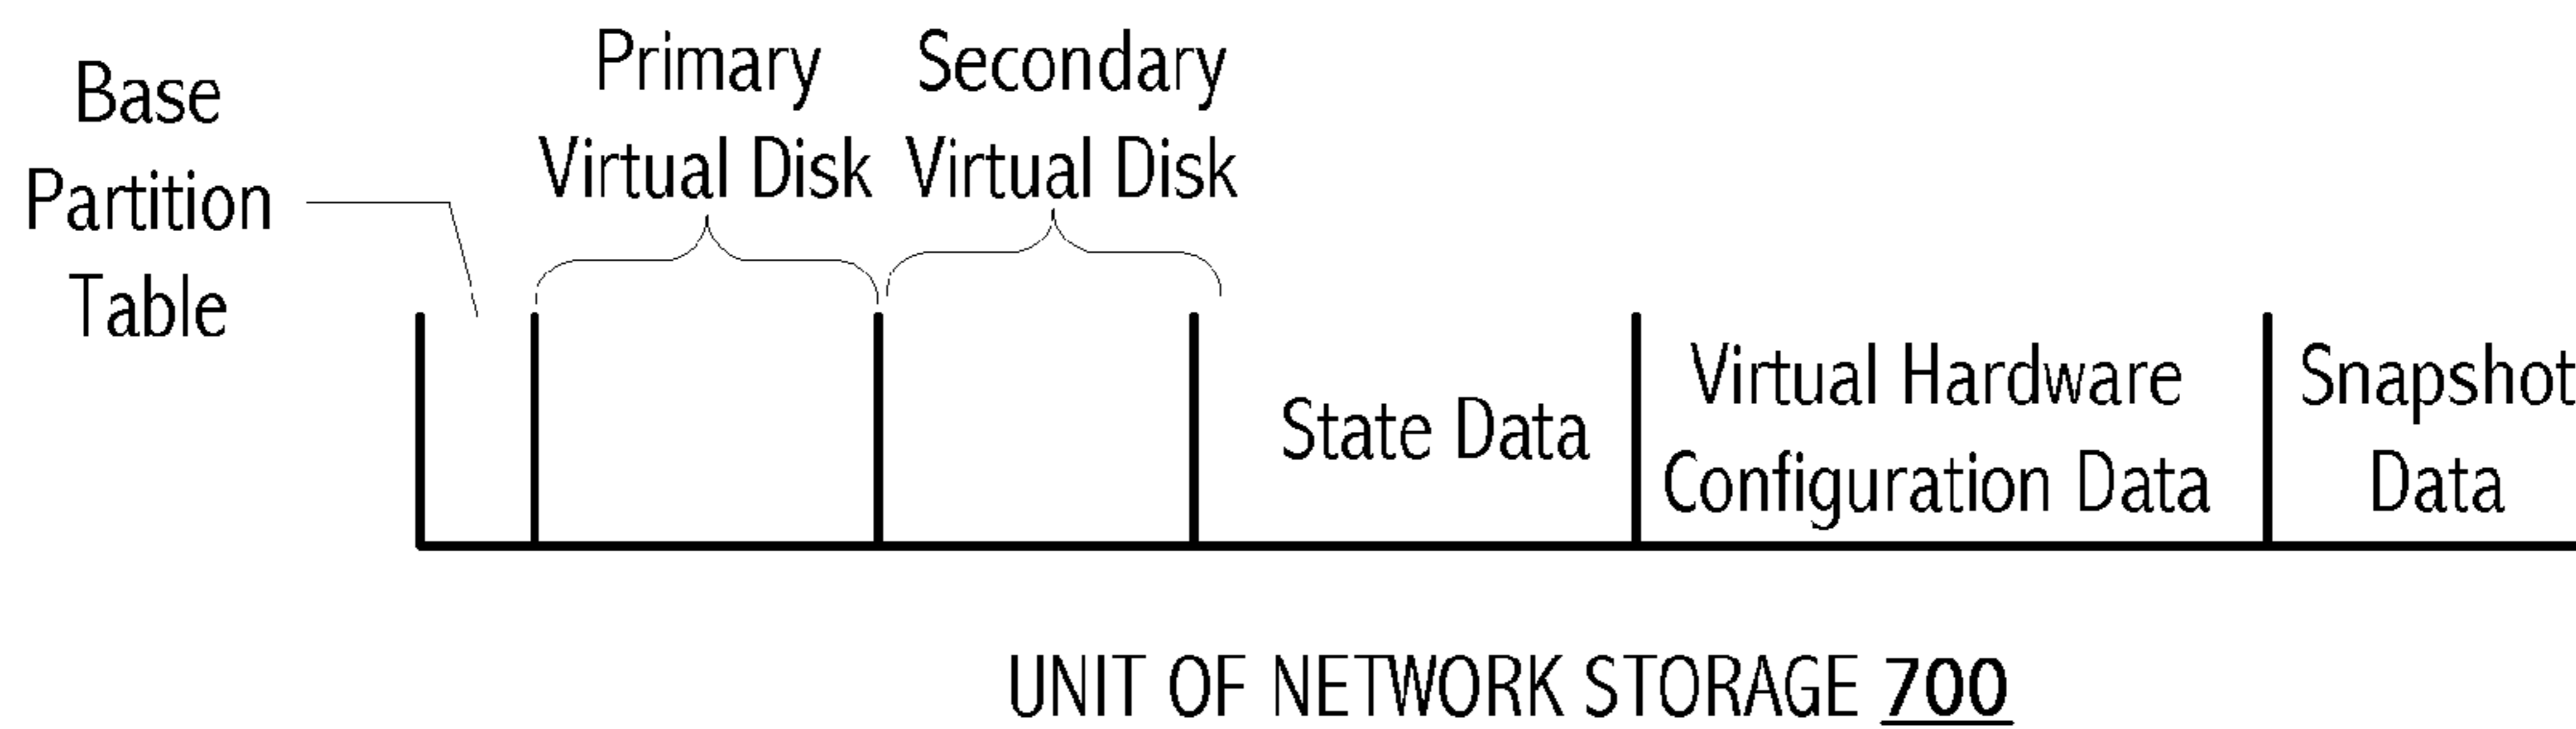 Base
Partition
Table
Primary
Virtual Disk
Secondary
Virtual Disk
State Data
Virtual Hardware
Configuration Data
Snapshot
Data
UNIT OF NETWORK STORAGE 700